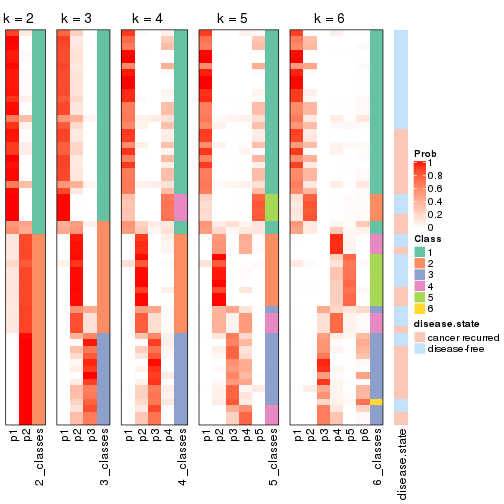 k = 2
k = 3
k = 4
k = 5
k = 6
Prob
1
0.8
0.6
0.4
0.2
0
Class
1
2
3
4
5
6
disease.state
cancer recurred
disease-free
p1
p2
2_classes
p1
p2
p3
3_classes
p1
p2
p3
p4
4_classes
p1
p2
p3
p4
p5
5_classes
p1
p2
p3
p4
p5
p6
6_classes
disease.state